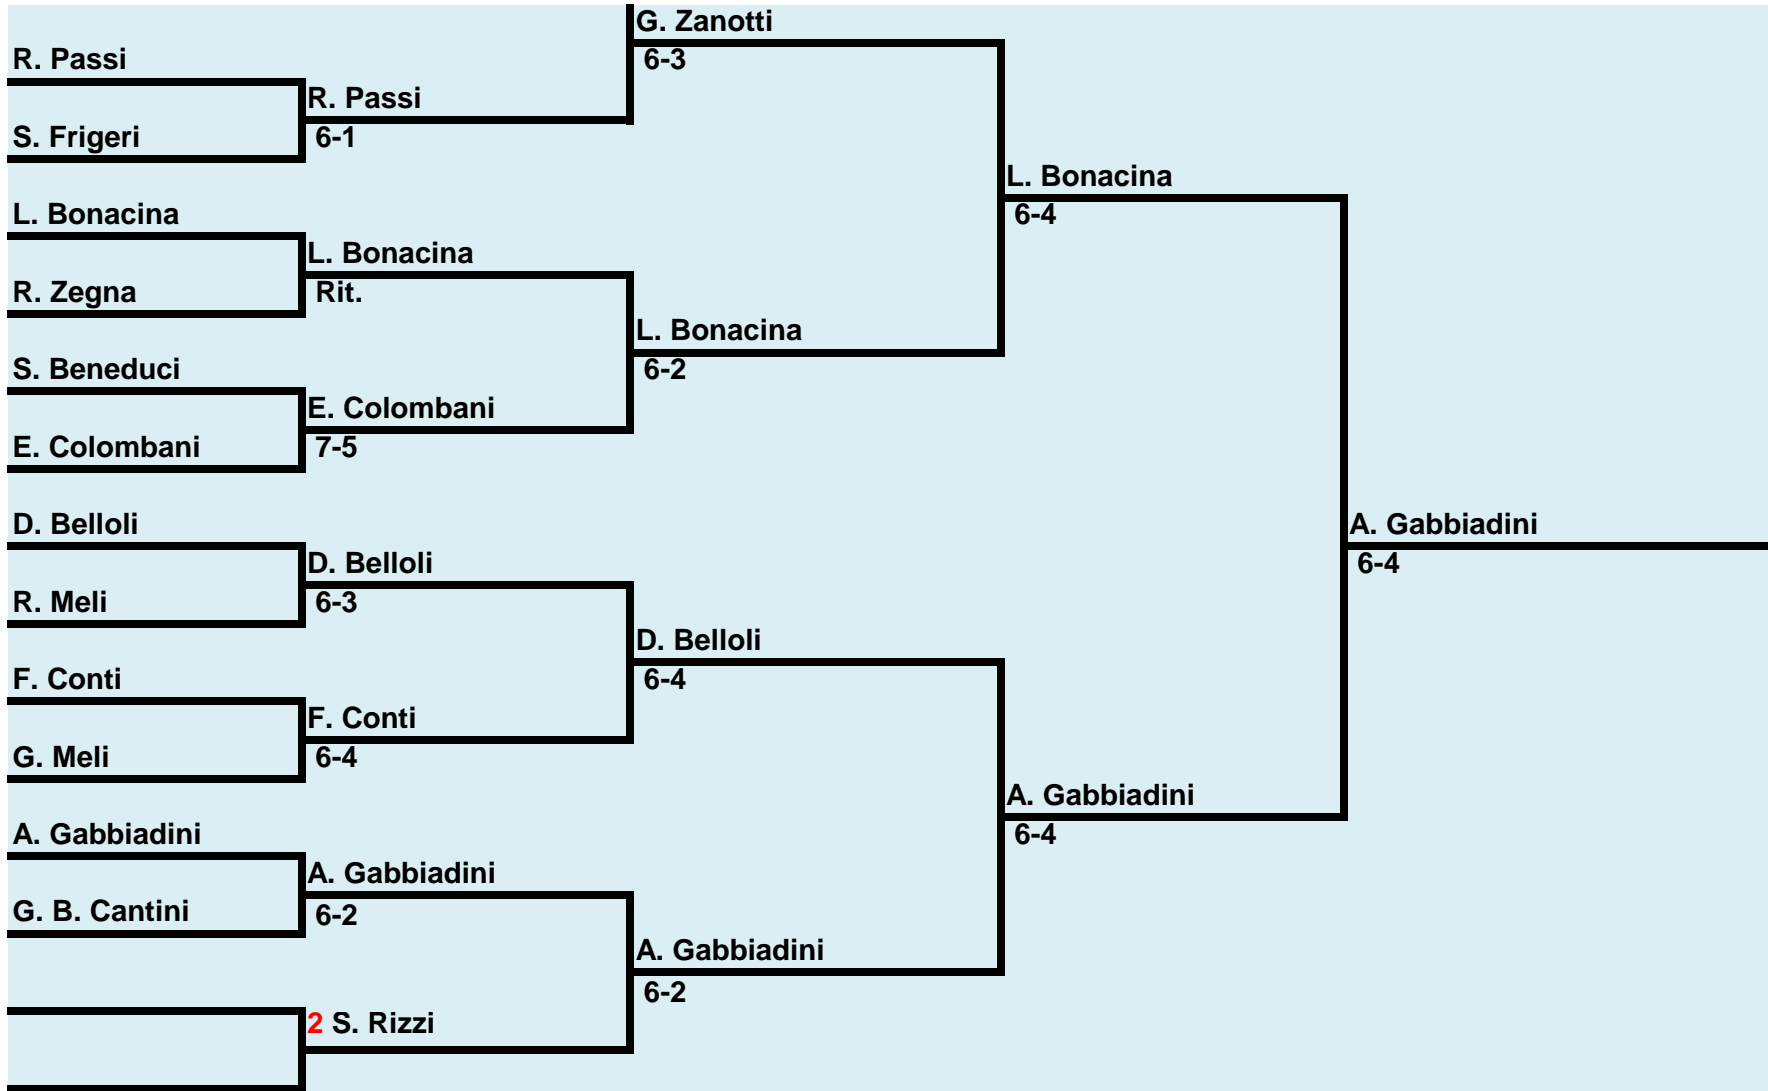 G. Zanotti
6-3
R. Passi
R. Passi
6-1
S. Frigeri
L. Bonacina
6-4
L. Bonacina
L. Bonacina
Rit.
R. Zegna
L. Bonacina
6-2
S. Beneduci
E. Colombani
7-5
E. Colombani
D. Belloli
A. Gabbiadini
6-4
D. Belloli
6-3
R. Meli
D. Belloli
6-4
F. Conti
F. Conti
6-4
G. Meli
A. Gabbiadini
6-4
A. Gabbiadini
A. Gabbiadini
6-2
G. B. Cantini
A. Gabbiadini
6-2
2 S. Rizzi